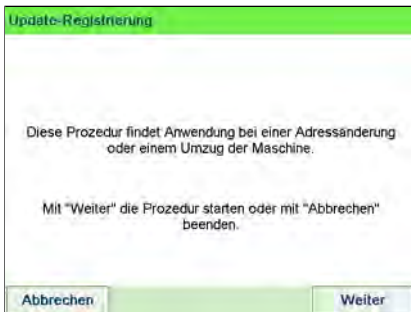 Update-Registrierung
Diese Prozedur findet Anwendung bei einer Adressänderung
oder einem Umzug der Maschine.
Mit "Weiter" die Prozedur starten oder mit "Abbrechen"
beenden.
Abbrechen
Weiter